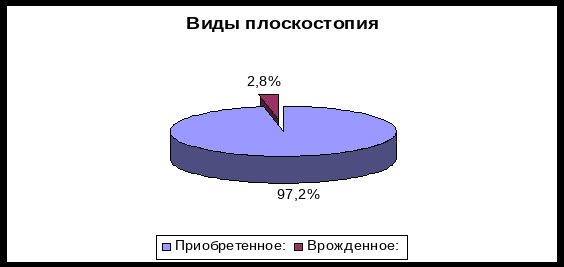 Виды плоскостопия
2,8%
97,2%
Приобретенное: Врожденное: